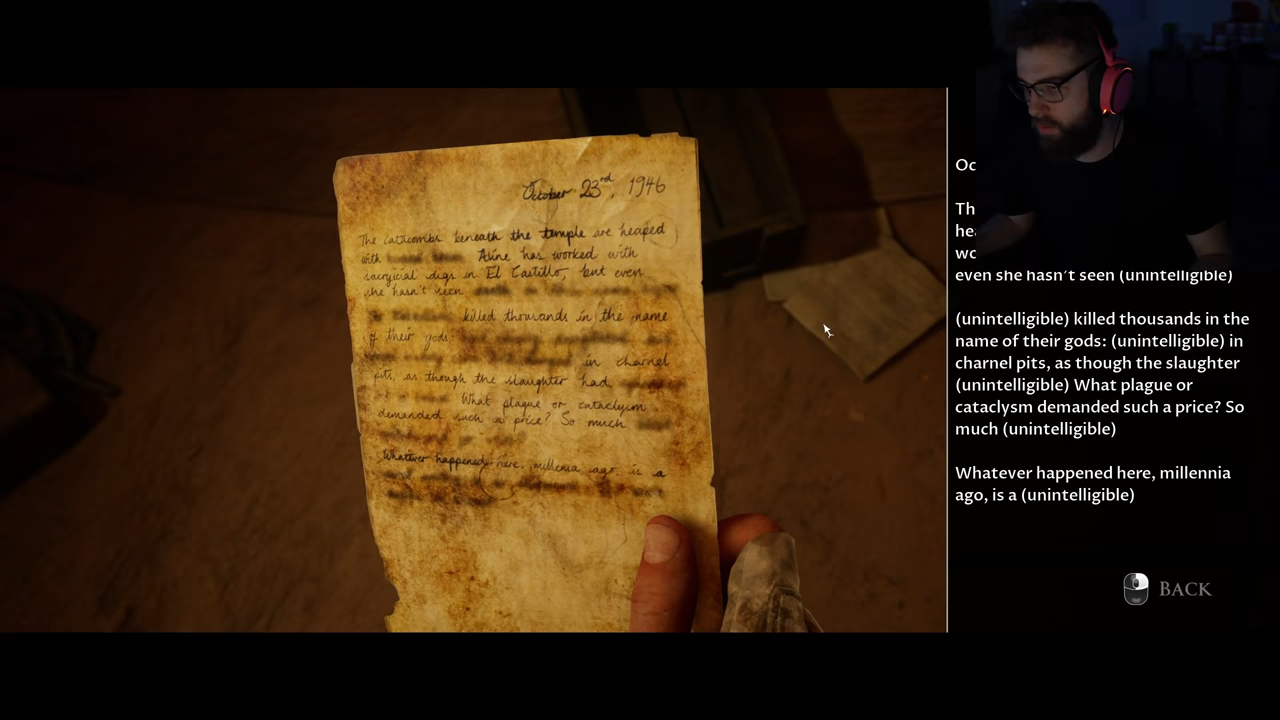 October 23rd, 1946
The catacombs beneath the temple are heaped
with Aline has worked with
sacrificial digs in El Castillo, but even
she hasn't seen
killed thousands in the name
of their gods:
in charnel
pits, as though the slaughter had
What plague or cataclysm
demanded such a price? So much
Whatever happened here, millenia ago, is a
Oc
Th
hea
wo
even she hasn't seen (unintelligible)
(unintelligible) killed thousands in the
name of their gods: (unintelligible) in
charnel pits, as though the slaughter
(unintelligible) What plague or
cataclysm demanded such a price? So
much (unintelligible)
Whatever happened here, millennia
ago, is a (unintelligible)
BACK